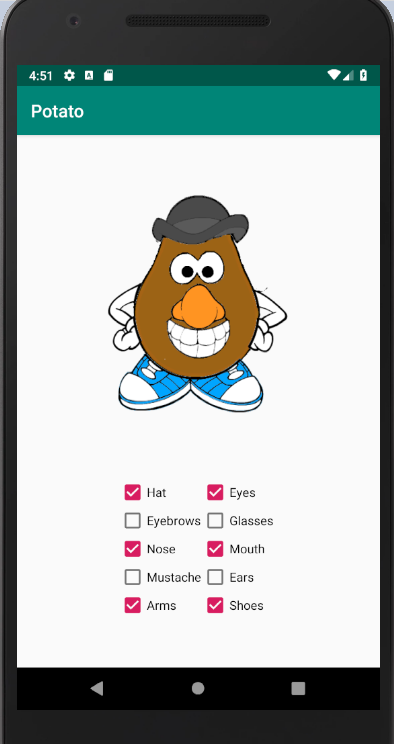 4:51
Potato
Hat Eyes
Eyebrows Glasses
Nose Mouth
Mustache Ears
Arms Shoes